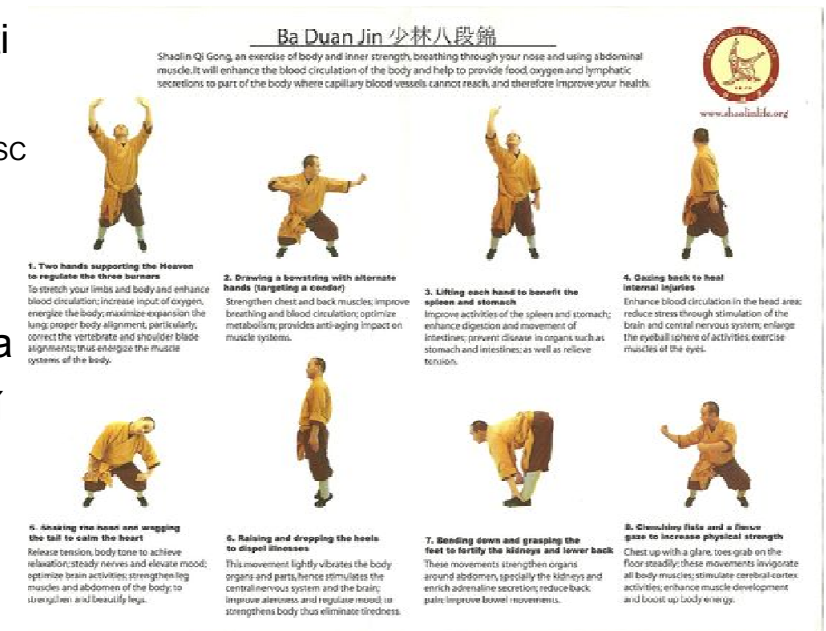 Ba Duan Jin 少林八段錦
Shaolin Qi Gong, an exercise of body and inner strength, breathing through your nose and using abdominal
muscle.It will enhance the blood circulation of the body and help to provide food, oxygen and lymphatic
secretions to part of the body where capillary blood vessels cannot reach, and therefore improve your health.
www.shaolinlife.org
1. Two hands supporting the Heaven
to regulate the three burners
To stretch your limbs and body and enhance
blood circulation; increase input of oxygen,
energize the body; maximize expansion the
lung; proper body alignment, particularly,
correct the vertebrate and shoulder blade
alignments; thus energize the muscle
systems of the body.
2. Drawing a bowstring with alternate
hands (targeting a condor)
Strengthen chest and back muscles; improve
breathing and blood circulation; optimize
metabolism; provides anti-aging impact on
muscle systems.
3. Lifting each hand to benefit the
spleen and stomach
Improve activities of the spleen and stomach;
enhance digestion and movement of
intestines; prevent disease in organs such as
stomach and intestines; as well as relieve
tension.
4. Gazing back to heal
internal injuries
Enhance blood circulation in the head area;
reduce stress through stimulation of the
brain and central nervous system; enlarge
the eyeball sphere of activities; exercise
muscles of the eyes.
5. Shaking the head and wagging
the tail to calm the heart
Release tension, body tone to achieve
relaxation; steady nerves and elevate mood;
optimize brain activities; strengthen leg
muscles and abdomen of the body; to
strengthen and beautify legs.
6. Raising and dropping the heels
to dispel illnesses
This movement lightly vibrates the body
organs and parts, hence stimulates the
central nervous system and the brain;
improve alertness and regulate mood; to
strengthens body thus eliminate tiredness.
7. Bending down and grasping the
feet to fortify the kidneys and lower back
These movements strengthen organs
around abdomen, specially the kidneys and
enrich adrenaline secretion; reduce back
pain; improve bowel movements.
8. Clenching fists and a fierce
gaze to increase physical strength
Chest up with a glare, toes grab on the
floor steadily; these movements invigorate
all body muscles; stimulate cerebral cortex
activities; enhance muscle development
and boost up body energy.
i
sc
a